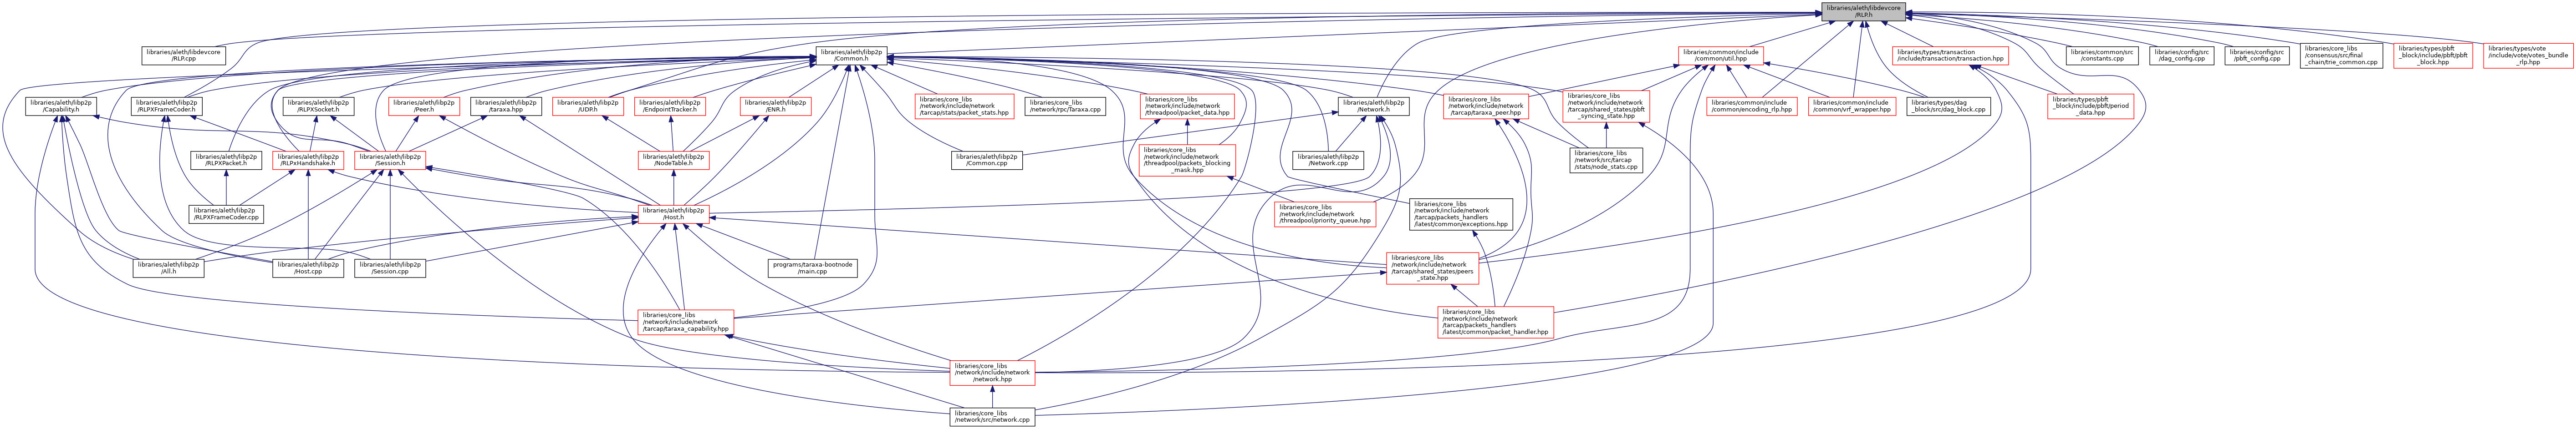 libraries/aleth/libdevcore
/RLP.h
libraries/aleth/libdevcore
/RLP.cpp
libraries/aleth/libp2p
/Common.h
libraries/common/include
/common/util.hpp
libraries/types/transaction
/include/transaction/transaction.hpp
libraries/common/src
/constants.cpp
libraries/config/src
/dag_config.cpp
libraries/config/src
/pbft_config.cpp
libraries/core_libs
/consensus/src/final
_chain/trie_common.cpp
libraries/types/pbft
_block/include/pbft/pbft
_block.hpp
libraries/types/vote
/include/vote/votes_bundle
_rlp.hpp
libraries/aleth/libp2p
/Capability.h
libraries/aleth/libp2p
/RLPXFrameCoder.h
libraries/aleth/libp2p
/RLPXSocket.h
libraries/aleth/libp2p
/Peer.h
libraries/aleth/libp2p
/taraxa.hpp
libraries/aleth/libp2p
/UDP.h
libraries/aleth/libp2p
/EndpointTracker.h
libraries/aleth/libp2p
/ENR.h
libraries/core_libs
/network/include/network
/tarcap/stats/packet_stats.hpp
libraries/core_libs
/network/rpc/Taraxa.cpp
libraries/core_libs
/network/include/network
/threadpool/packet_data.hpp
libraries/aleth/libp2p
/Network.h
libraries/core_libs
/network/include/network
/tarcap/taraxa_peer.hpp
libraries/core_libs
/network/include/network
/tarcap/shared_states/pbft
_syncing_state.hpp
libraries/common/include
/common/encoding_rlp.hpp
libraries/common/include
/common/vrf_wrapper.hpp
libraries/types/dag
_block/src/dag_block.cpp
libraries/types/pbft
_block/include/pbft/period
_data.hpp
libraries/aleth/libp2p
/RLPXPacket.h
libraries/aleth/libp2p
/RLPxHandshake.h
libraries/aleth/libp2p
/Session.h
libraries/aleth/libp2p
/NodeTable.h
libraries/aleth/libp2p
/Common.cpp
libraries/core_libs
/network/include/network
/threadpool/packets_blocking
_mask.hpp
libraries/aleth/libp2p
/Network.cpp
libraries/core_libs
/network/src/tarcap
/stats/node_stats.cpp
libraries/aleth/libp2p
/RLPXFrameCoder.cpp
libraries/aleth/libp2p
/Host.h
libraries/core_libs
/network/include/network
/threadpool/priority_queue.hpp
libraries/core_libs
/network/include/network
/tarcap/packets_handlers
/latest/common/exceptions.hpp
libraries/aleth/libp2p
/All.h
libraries/aleth/libp2p
/Host.cpp
libraries/aleth/libp2p
/Session.cpp
programs/taraxa-bootnode
/main.cpp
libraries/core_libs
/network/include/network
/tarcap/shared_states/peers
_state.hpp
libraries/core_libs
/network/include/network
/tarcap/taraxa_capability.hpp
libraries/core_libs
/network/include/network
/tarcap/packets_handlers
/latest/common/packet_handler.hpp
libraries/core_libs
/network/include/network
/network.hpp
libraries/core_libs
/network/src/network.cpp